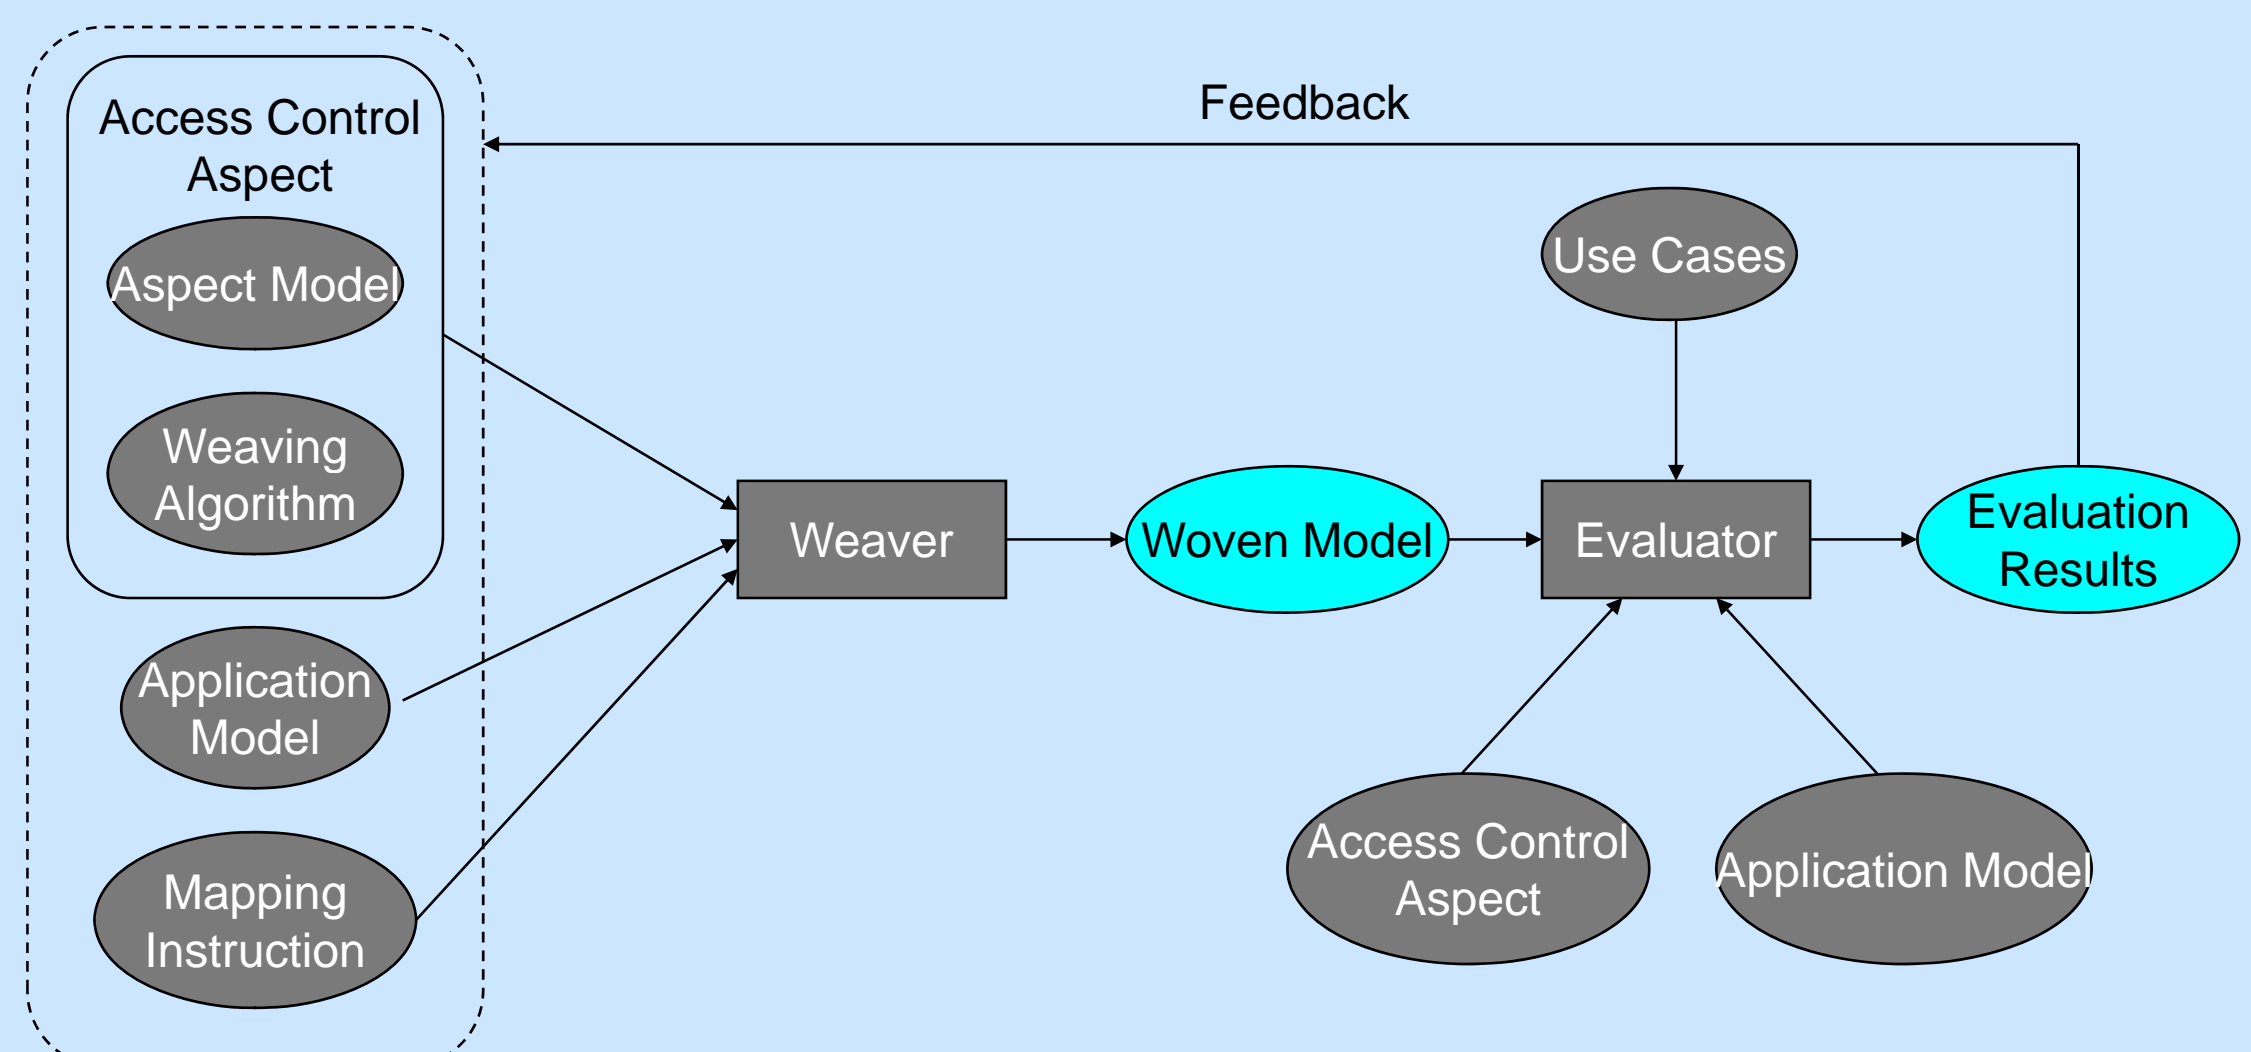 Access Control
Aspect
Aspect Model
Weaving
Algorithm
Application
Model
Mapping
Instruction
Feedback
Weaver
Woven Model
Use Cases
Evaluator
Evaluation
Results
Access Control
Aspect
Application Model